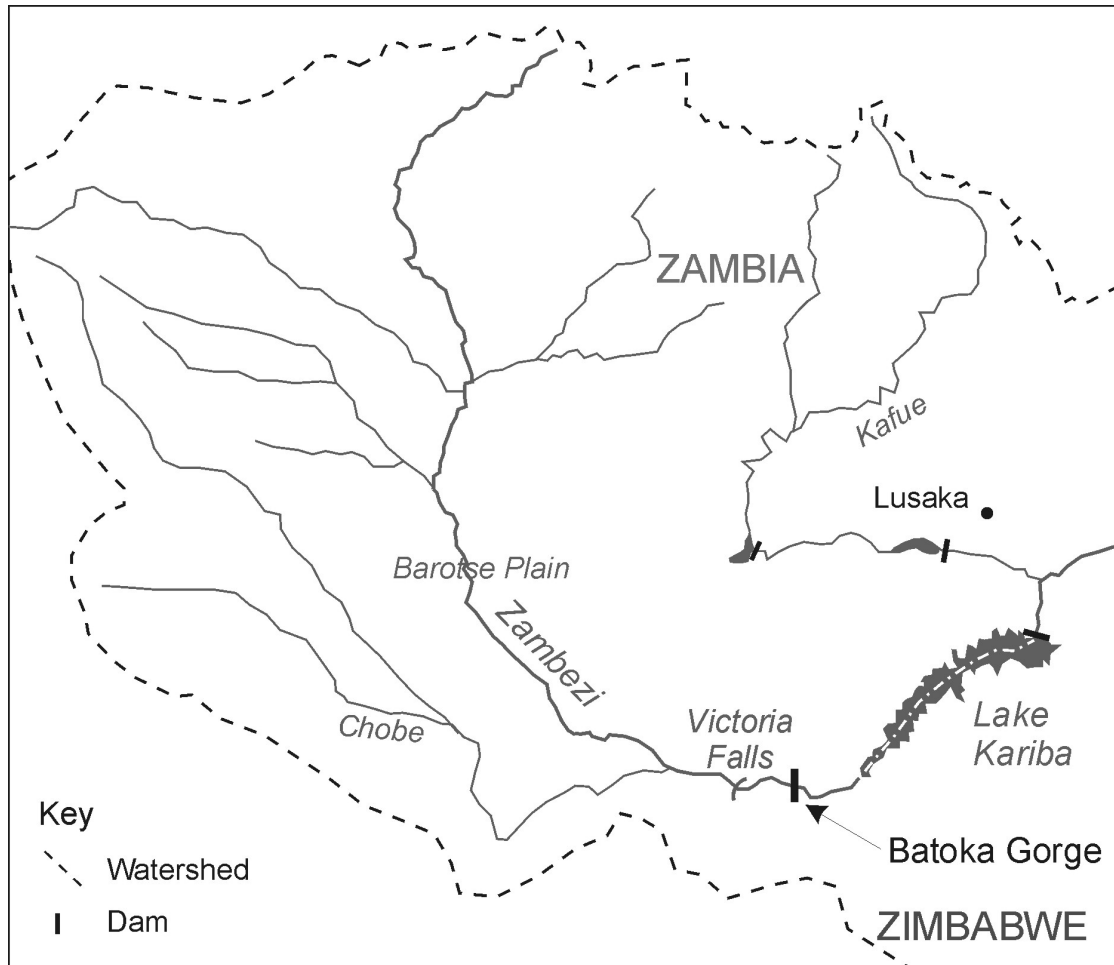 ZAMBIA
Kafue
Lusaka
Barotse Plain
Zambezi
Chobe
Victoria
Falls
Lake
Kariba
Key
Watershed
Dam
Batoka Gorge
ZIMBABWE